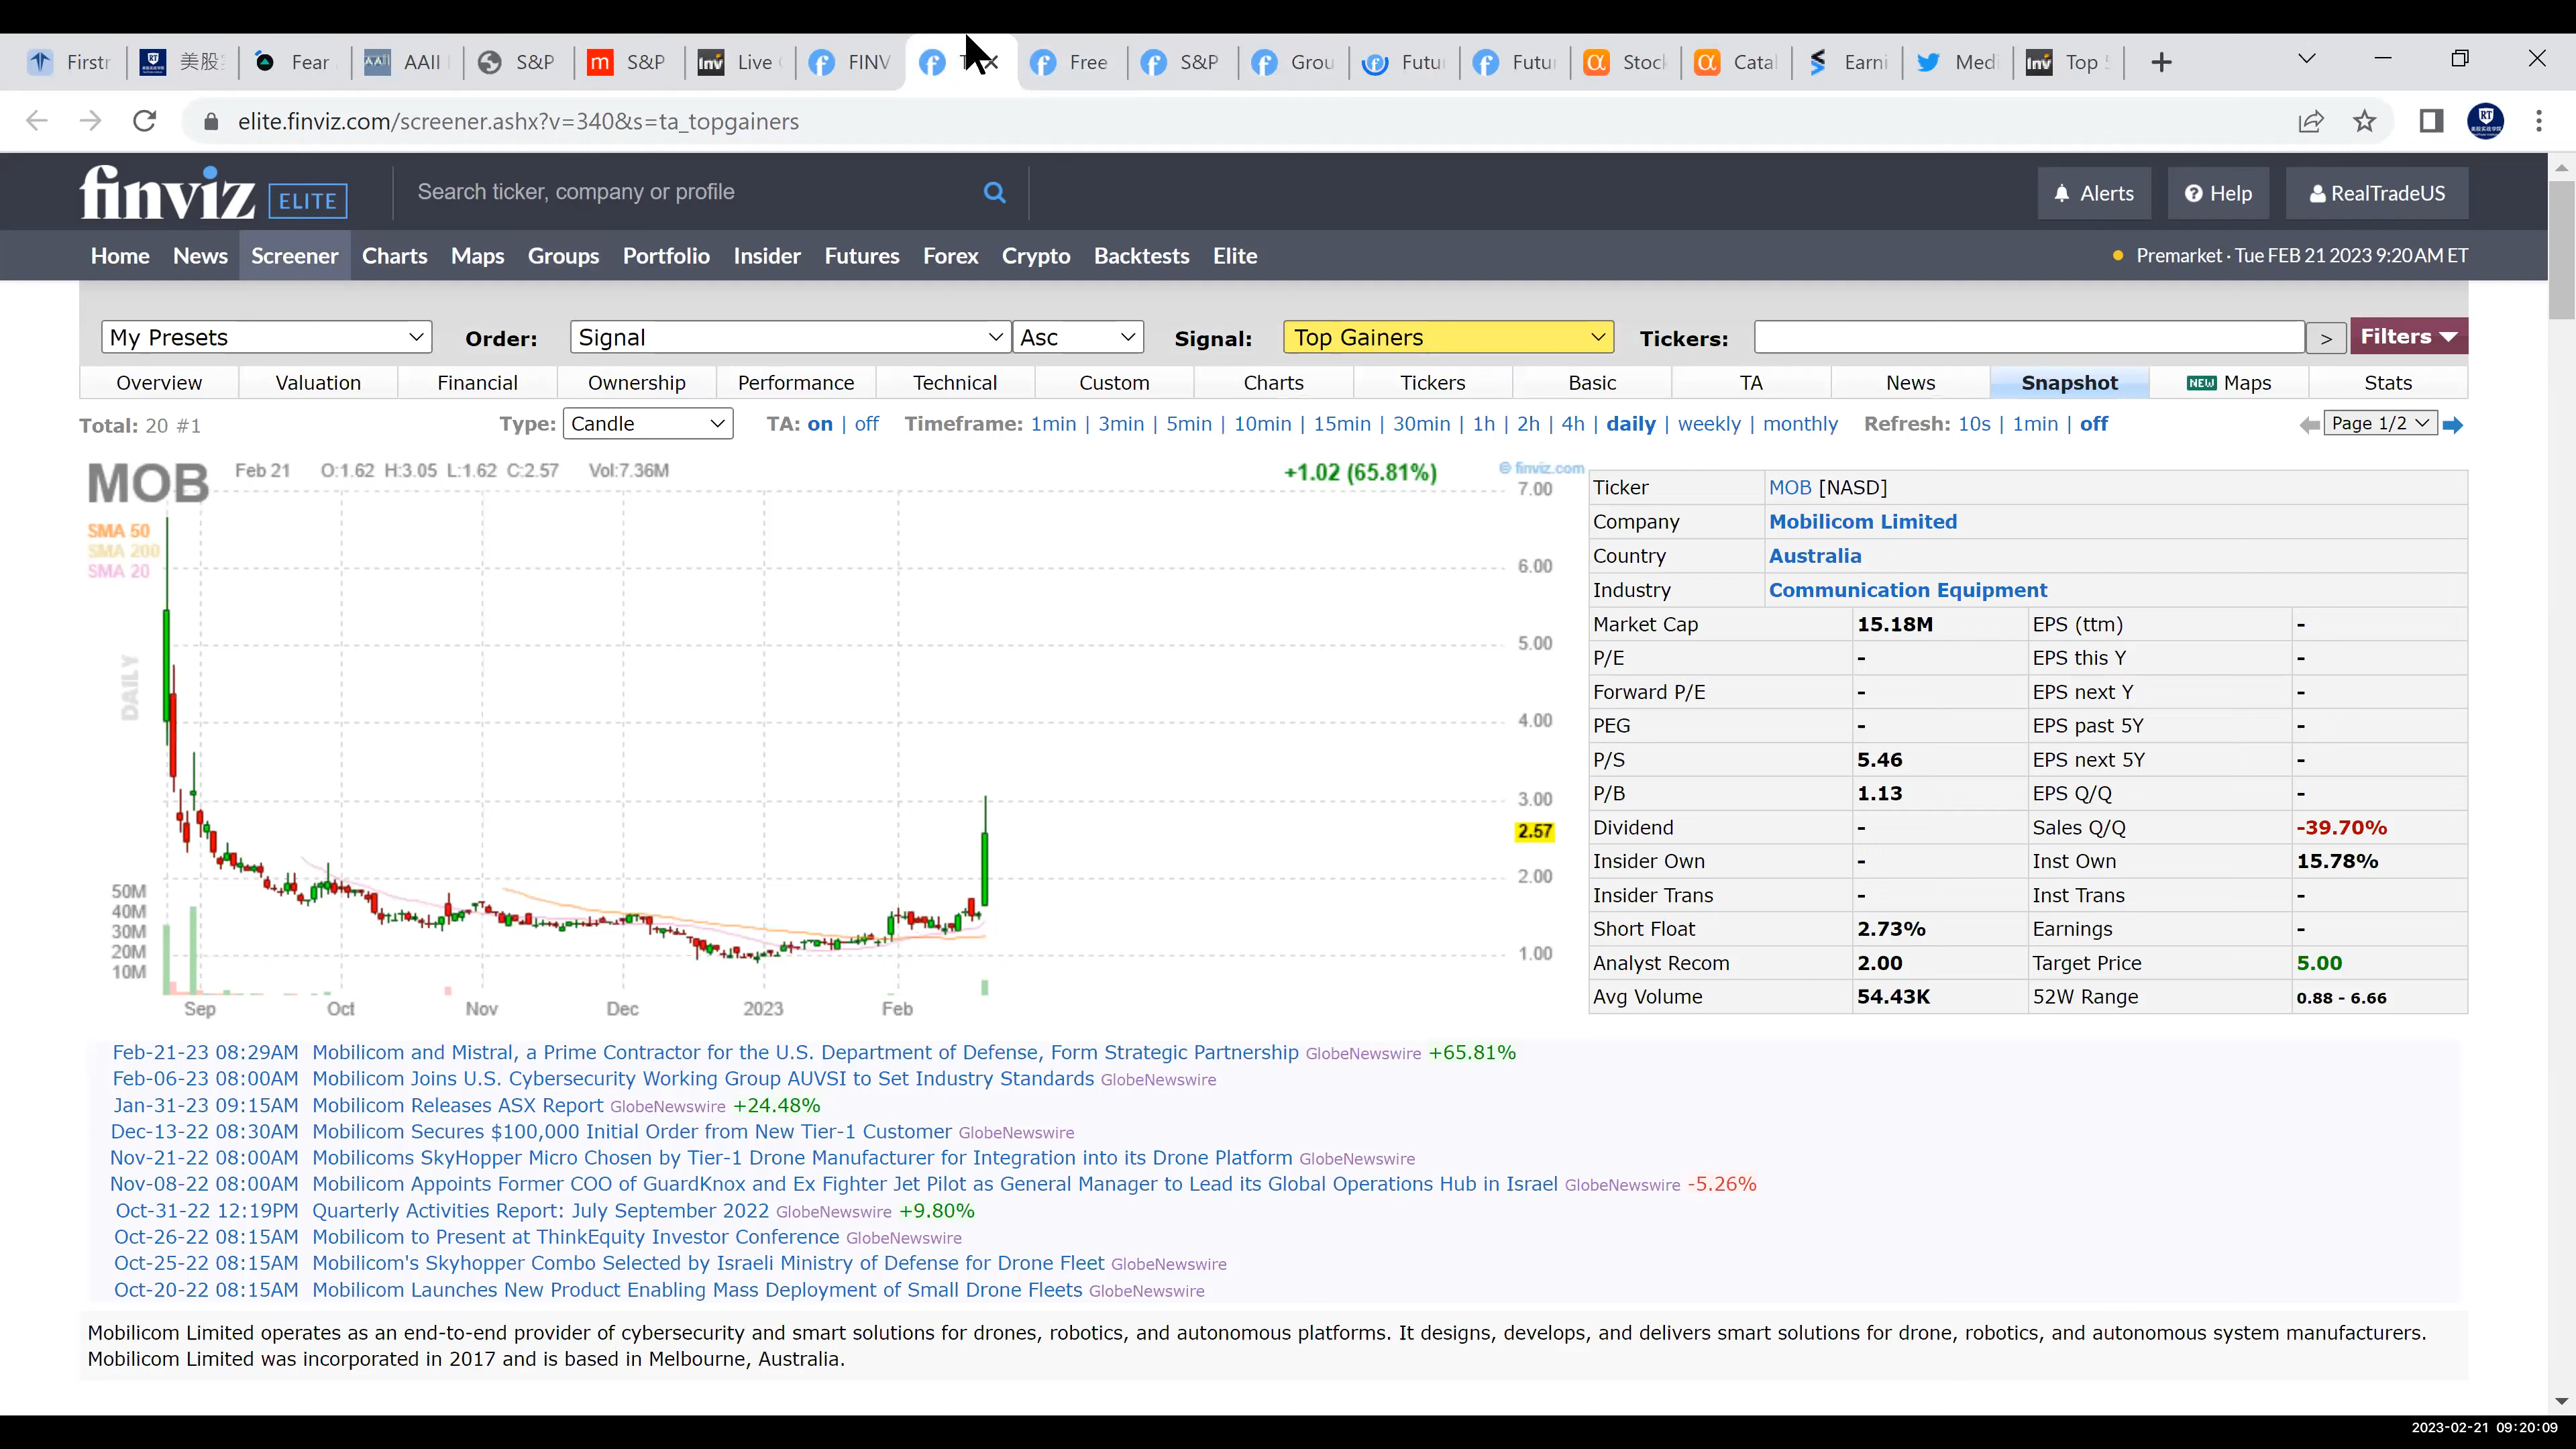 Firstr 美股 Fear AAII S&P S&P Live FINV Free S&P Grou Futu Futu Stoc Catal Earni Medi Top
elite.finviz.com/screener.ashx?v=340&s=ta_topgainers
finviz ELITE Search ticker, company or profile Alerts Help RealTradeUS
Home News Screener Charts Maps Groups Portfolio Insider Futures Forex Crypto Backtests Elite Premarket · Tue FEB 21 2023 9:20 AM ET
My Presets Order: Signal Asc Signal: Top Gainers Tickers: > Filters
Overview Valuation Financial Ownership Performance Technical Custom Charts Tickers Basic TA News Snapshot NEW Maps Stats
Total: 20 #1 Type: Candle TA: on | off Timeframe: 1min | 3min | 5min | 10min | 15min | 30min | 1h | 2h | 4h | daily | weekly | monthly Refresh: 10s | 1min | off Page 1/2
MOB Feb 21 O:1.62 H:3.05 L:1.62 C:2.57 Vol:7.36M +1.02 (65.81%) © finviz.com
SMA 50
SMA 200
SMA 20
DAILY
7.00
6.00
5.00
4.00
3.00
2.57
2.00
1.00
50M
40M
30M
20M
10M
Sep Oct Nov Dec 2023 Feb
Ticker MOB [NASD]
Company Mobilicom Limited
Country Australia
Industry Communication Equipment
Market Cap 15.18M EPS (ttm) -
P/E - EPS this Y -
Forward P/E - EPS next Y -
PEG - EPS past 5Y -
P/S 5.46 EPS next 5Y -
P/B 1.13 EPS Q/Q -
Dividend - Sales Q/Q -39.70%
Insider Own - Inst Own 15.78%
Insider Trans - Inst Trans -
Short Float 2.73% Earnings -
Analyst Recom 2.00 Target Price 5.00
Avg Volume 54.43K 52W Range 0.88 - 6.66
Feb-21-23 08:29AM Mobilicom and Mistral, a Prime Contractor for the U.S. Department of Defense, Form Strategic Partnership GlobeNewswire +65.81%
Feb-06-23 08:00AM Mobilicom Joins U.S. Cybersecurity Working Group AUVSI to Set Industry Standards GlobeNewswire
Jan-31-23 09:15AM Mobilicom Releases ASX Report GlobeNewswire +24.48%
Dec-13-22 08:30AM Mobilicom Secures $100,000 Initial Order from New Tier-1 Customer GlobeNewswire
Nov-21-22 08:00AM Mobilicoms SkyHopper Micro Chosen by Tier-1 Drone Manufacturer for Integration into its Drone Platform GlobeNewswire
Nov-08-22 08:00AM Mobilicom Appoints Former COO of GuardKnox and Ex Fighter Jet Pilot as General Manager to Lead its Global Operations Hub in Israel GlobeNewswire -5.26%
Oct-31-22 12:19PM Quarterly Activities Report: July September 2022 GlobeNewswire +9.80%
Oct-26-22 08:15AM Mobilicom to Present at ThinkEquity Investor Conference GlobeNewswire
Oct-25-22 08:15AM Mobilicom's Skyhopper Combo Selected by Israeli Ministry of Defense for Drone Fleet GlobeNewswire
Oct-20-22 08:15AM Mobilicom Launches New Product Enabling Mass Deployment of Small Drone Fleets GlobeNewswire
Mobilicom Limited operates as an end-to-end provider of cybersecurity and smart solutions for drones, robotics, and autonomous platforms. It designs, develops, and delivers smart solutions for drone, robotics, and autonomous system manufacturers.
Mobilicom Limited was incorporated in 2017 and is based in Melbourne, Australia.
2023-02-21 09:20:09